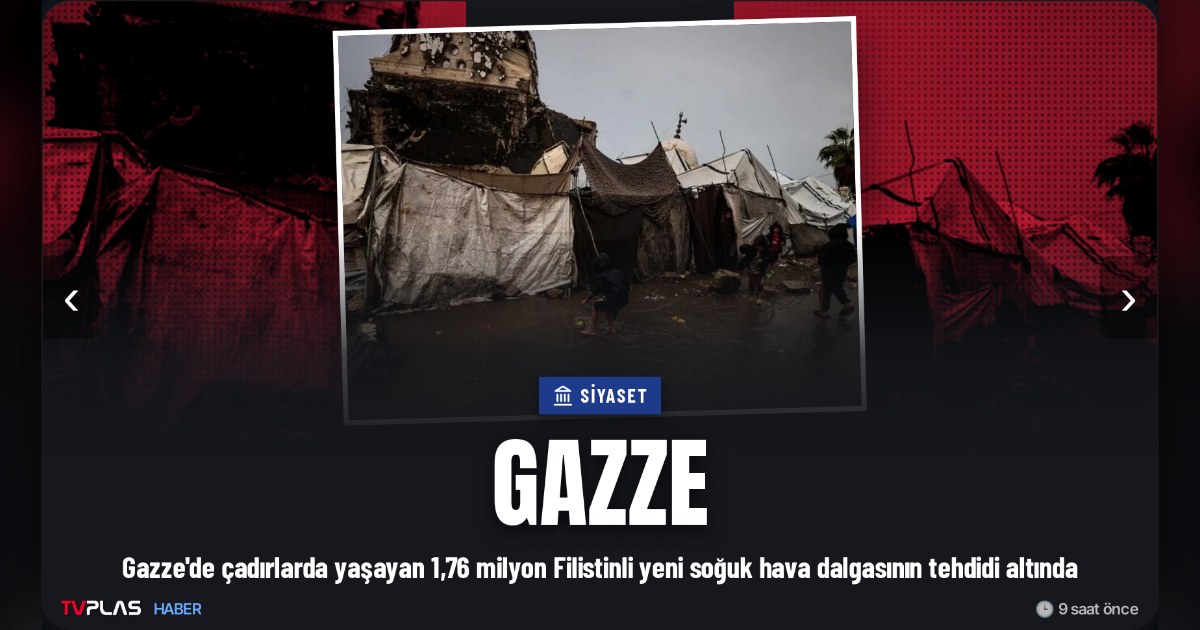 SİYASET
GAZZE
Gazze'de çadırlarda yaşayan 1,76 milyon Filistinli yeni soğuk hava dalgasının tehdidi altında
TVPLAS HABER
9 saat önce